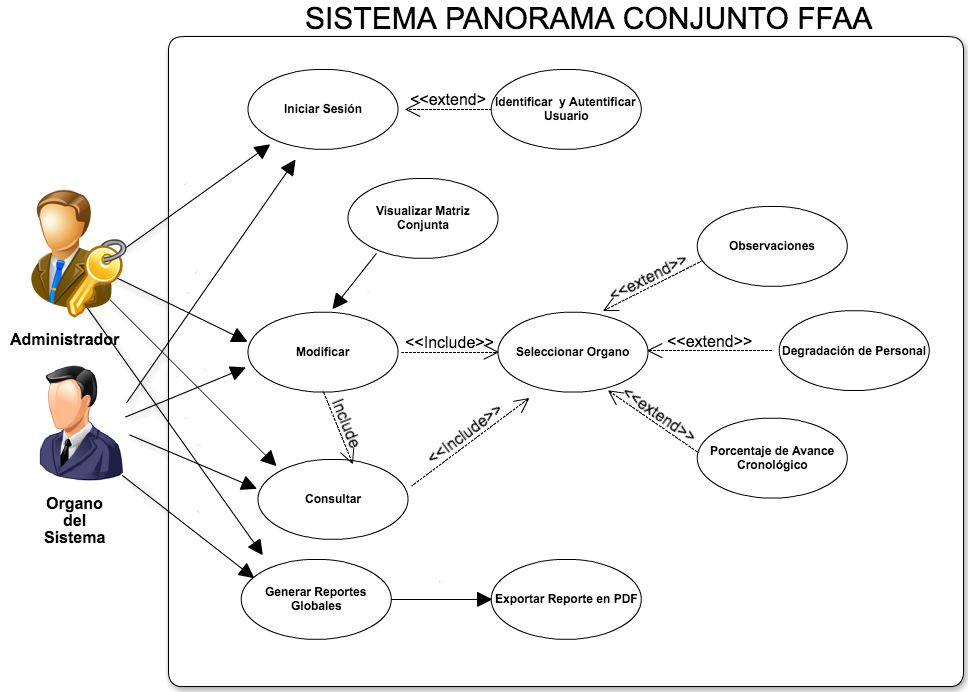 SISTEMA PANORAMA CONJUNTO FFAA
Iniciar Sesión
<<extend>
Identificar y Autentificar
Usuario
Visualizar Matriz
Conjunta
Observaciones
<<extend>>
Administrador
Modificar
<<Include>>
Seleccionar Organo
<<extend>>
Degradación de Personal
Include
<<Include>>
<<extend>>
Porcentaje de Avance
Cronológico
Consultar
Organo
del
Sistema
Generar Reportes
Globales
Exportar Reporte en PDF